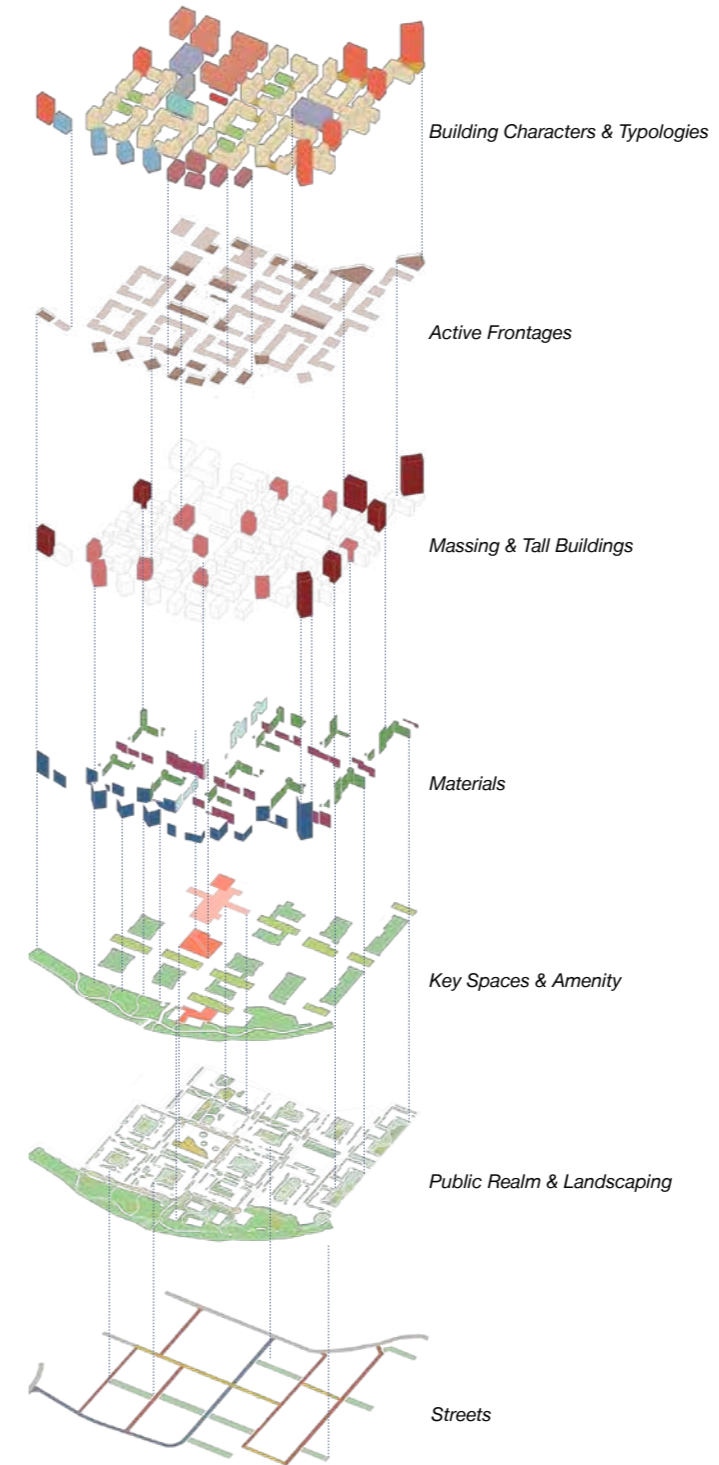 Building Characters & Typologies
Active Frontages
Massing & Tall Buildings
Materials
Key Spaces & Amenity
Public Realm & Landscaping
Streets